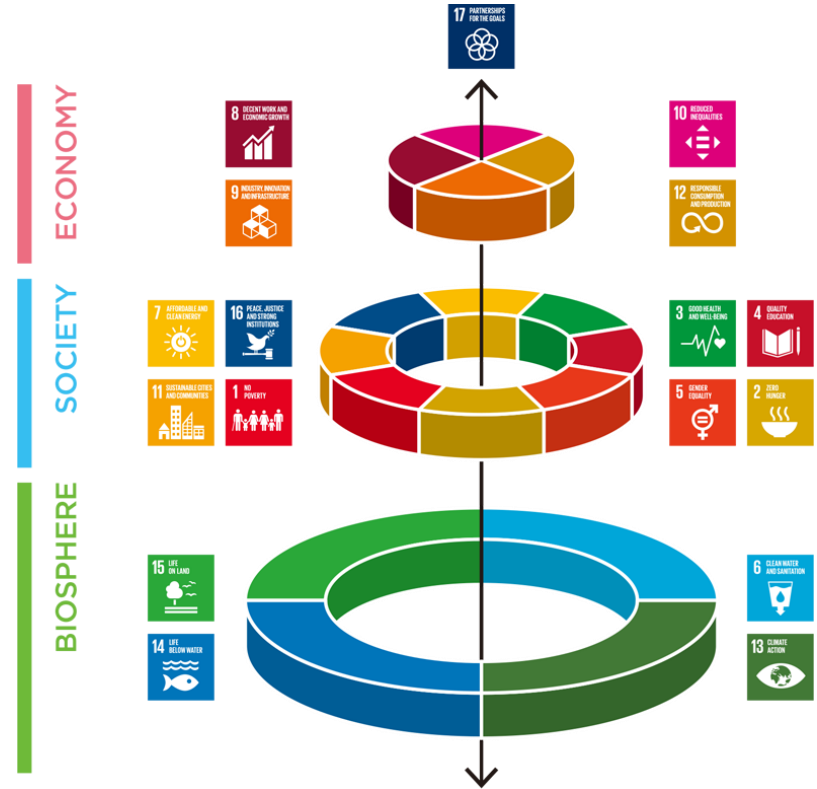 17 PARTNERSHIPS
FOR THE GOALS
ECONOMY
8 DECENT WORK AND
ECONOMIC GROWTH
10 REDUCED
INEQUALITIES
9 INDUSTRY, INNOVATION
AND INFRASTRUCTURE
12 RESPONSIBLE
CONSUMPTION
AND PRODUCTION
SOCIETY
7 AFFORDABLE AND
CLEAN ENERGY
16 PEACE, JUSTICE
AND STRONG
INSTITUTIONS
3 GOOD HEALTH
AND WELL-BEING
4 QUALITY
EDUCATION
11 SUSTAINABLE CITIES
AND COMMUNITIES
1 NO
POVERTY
5 GENDER
EQUALITY
2 ZERO
HUNGER
BIOSPHERE
15 LIFE
ON LAND
6 CLEAN WATER
AND SANITATION
14 LIFE
BELOW WATER
13 CLIMATE
ACTION